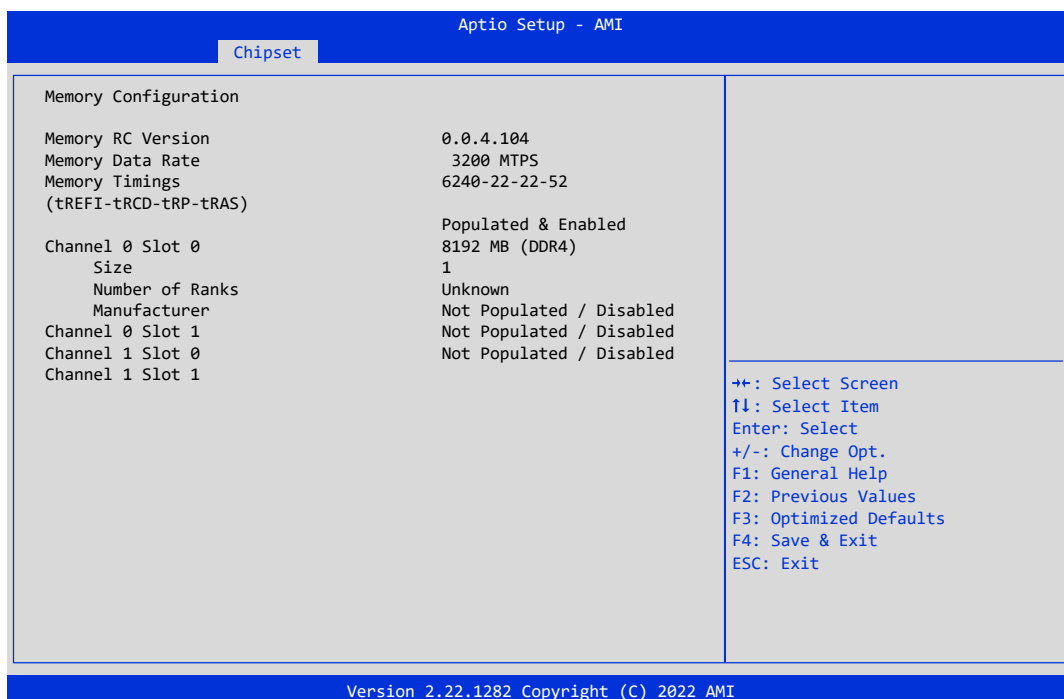 Aptio Setup - AMI
Chipset
Memory Configuration
Memory RC Version 0.0.4.104
Memory Data Rate 3200 MTPS
Memory Timings 6240-22-22-52
(tREFI-tRCD-tRP-tRAS)
Populated & Enabled
Channel 0 Slot 0 8192 MB (DDR4)
Size 1
Number of Ranks Unknown
Manufacturer Not Populated / Disabled
Channel 0 Slot 1 Not Populated / Disabled
Channel 1 Slot 0 Not Populated / Disabled
Channel 1 Slot 1
→←: Select Screen
↑↓: Select Item
Enter: Select
+/-: Change Opt.
F1: General Help
F2: Previous Values
F3: Optimized Defaults
F4: Save & Exit
ESC: Exit
Version 2.22.1282 Copyright (C) 2022 AMI